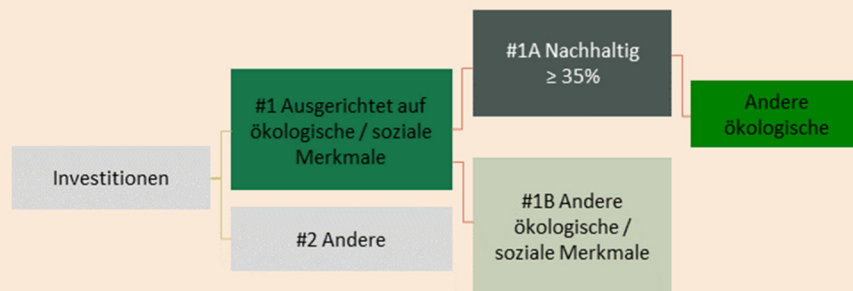 Investitionen
#1 Ausgerichtet auf
ökologische / soziale
Merkmale
#2 Andere
#1A Nachhaltig
≥ 35%
#1B Andere
ökologische /
soziale Merkmale
Andere
ökologische